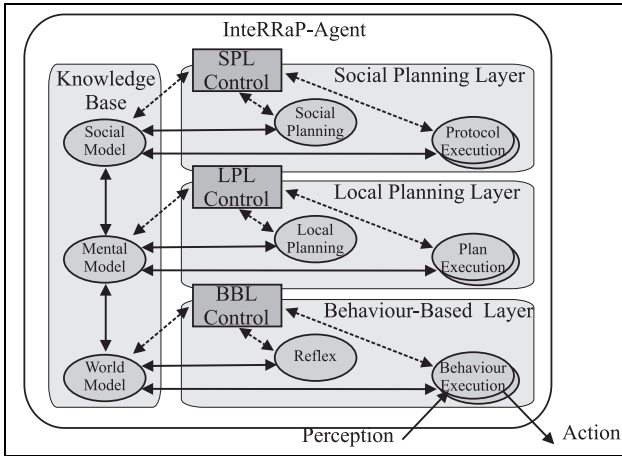 InteRRaP-Agent
Knowledge
Base
SPL
Control
Social Planning Layer
Social
Model
Social
Planning
Protocol
Execution
LPL
Control
Local Planning Layer
Mental
Model
Local
Planning
Plan
Execution
BBL
Control
Behaviour-Based Layer
World
Model
Reflex
Behaviour
Execution
Perception
Action